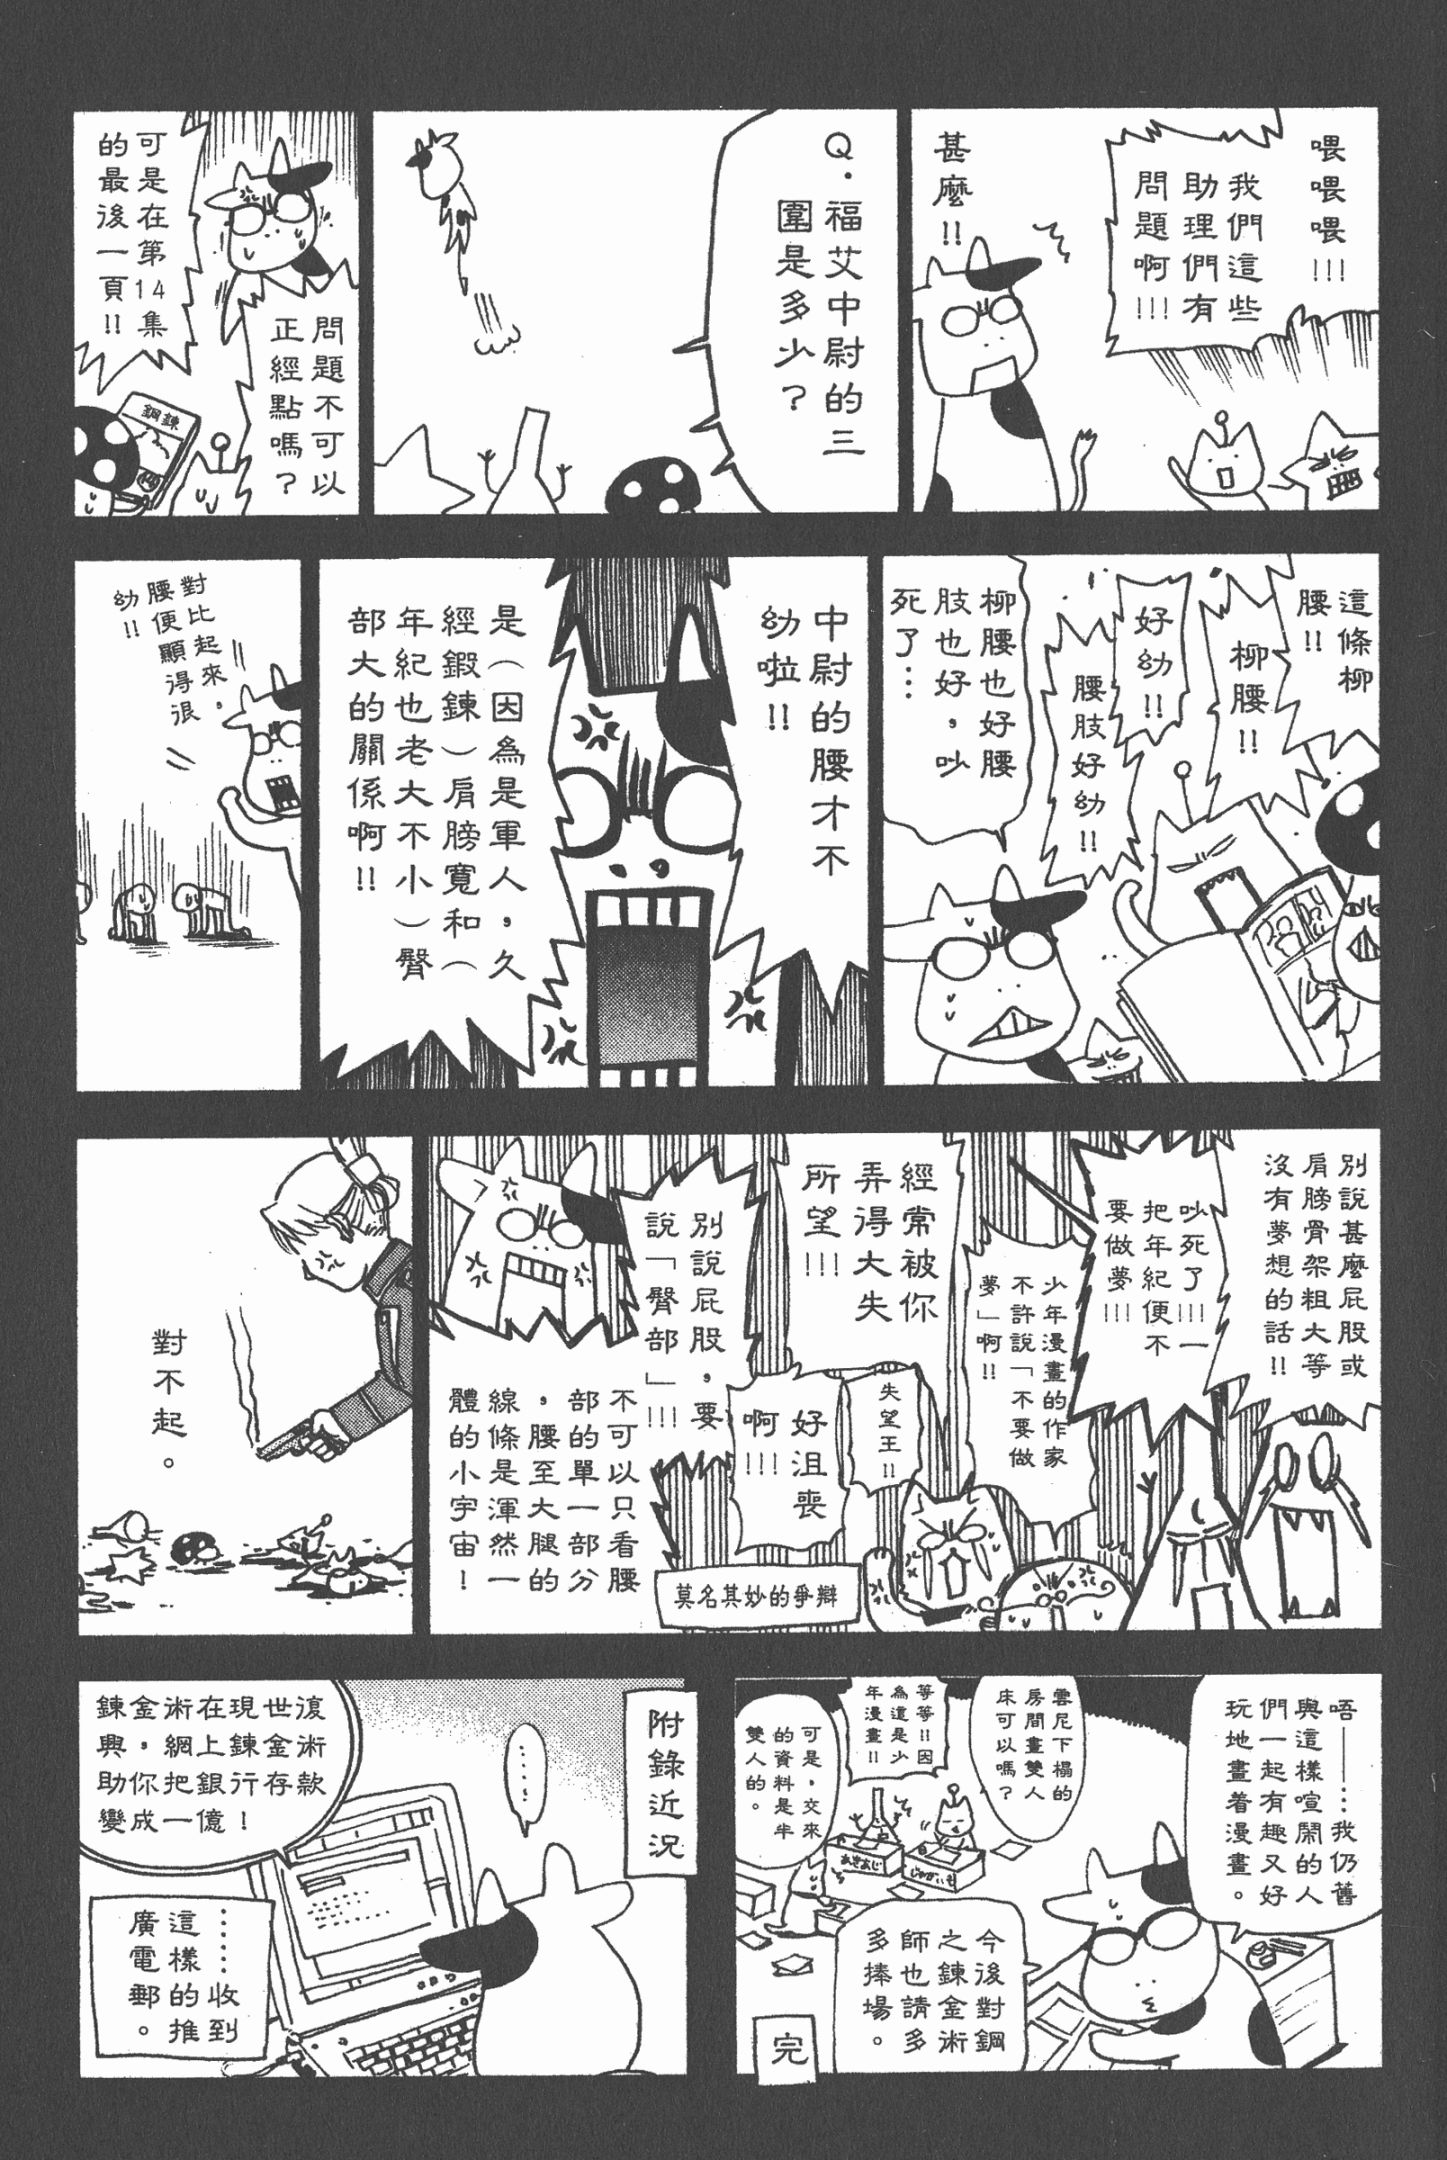 喂喂喂!!!
我們這些
助理們有
問題啊!!!
甚麼!!
Q.福艾中尉的三
圍是多少？
問題不可以
正經點嗎？
可是在第14集
的最後一頁!!
鋼鍊
這條柳
腰!!
柳腰!!
好幼!!
腰肢好幼!!
柳腰也好腰
肢也好，吵
死了…
中尉的腰才不
幼啦!!
是（因為是軍人，久
經鍛鍊）肩膀寬和（
年紀也老大不小）臀
部大的關係啊!!
對比起來，
腰便顯得很
幼!!
別說甚麼屁股或
肩膀骨架粗大等
沒有夢想的話!!
吵死了!!!一
把年紀便不
要做夢!!!
少年漫畫的作家
不許說「不要做
夢」啊!!
經常被你
弄得大失
所望!!!
失望王!!
好沮喪
啊!!!
莫名其妙的爭辯
別說屁股，要
說「臀部」!!!
不可以只看腰
部的單一部分
，腰至大腿的
線條是渾然一
體的小宇宙！
對不起。
唔——…我仍舊
與這樣喧鬧的人
們一起有趣又好
玩地畫着漫畫。
雲尼下榻的
房間畫雙人
床可以嗎？
等等!!因
為這是少
年漫畫!!
可是，交來
的資料是半
雙人的。
あきあじ
じゃがいも
今後對鋼
之鍊金術
師也請多
多捧場。
完
附錄近況
……
鍊金術在現世復
興，網上鍊金術
助你把銀行存款
變成一億！
……收到
這樣的推
廣電郵。